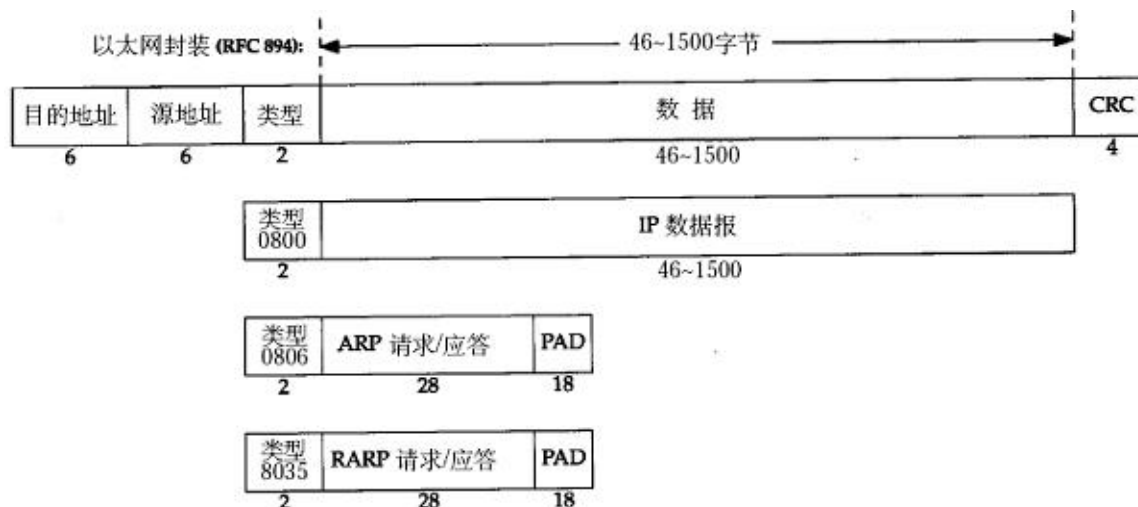 以太网封装 (RFC 894): 46~1500字节
目的地址 源地址 类型 数 据 CRC
6 6 2 46~1500 4
类型 IP 数据报
0800
2 46~1500
类型 ARP 请求/应答 PAD
0806
2 28 18
类型 RARP 请求/应答 PAD
8035
2 28 18